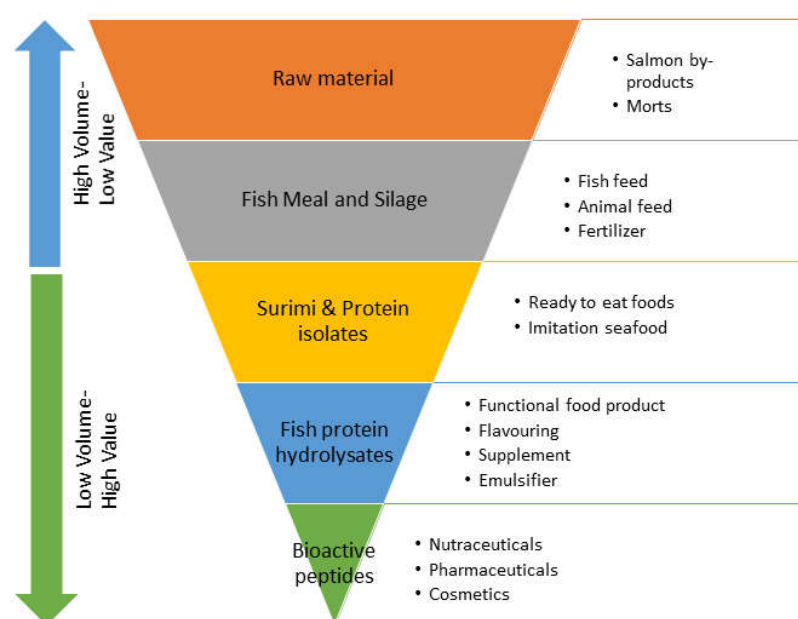 High Volume-
Low Value
Low Volume-
High Value
Raw material
• Salmon by-
products
• Morts
Fish Meal and Silage
• Fish feed
• Animal feed
• Fertilizer
Surimi & Protein
isolates
• Ready to eat foods
• Imitation seafood
Fish protein
hydrolysates
• Functional food product
• Flavouring
• Supplement
• Emulsifier
Bioactive
peptides
• Nutraceuticals
• Pharmaceuticals
• Cosmetics